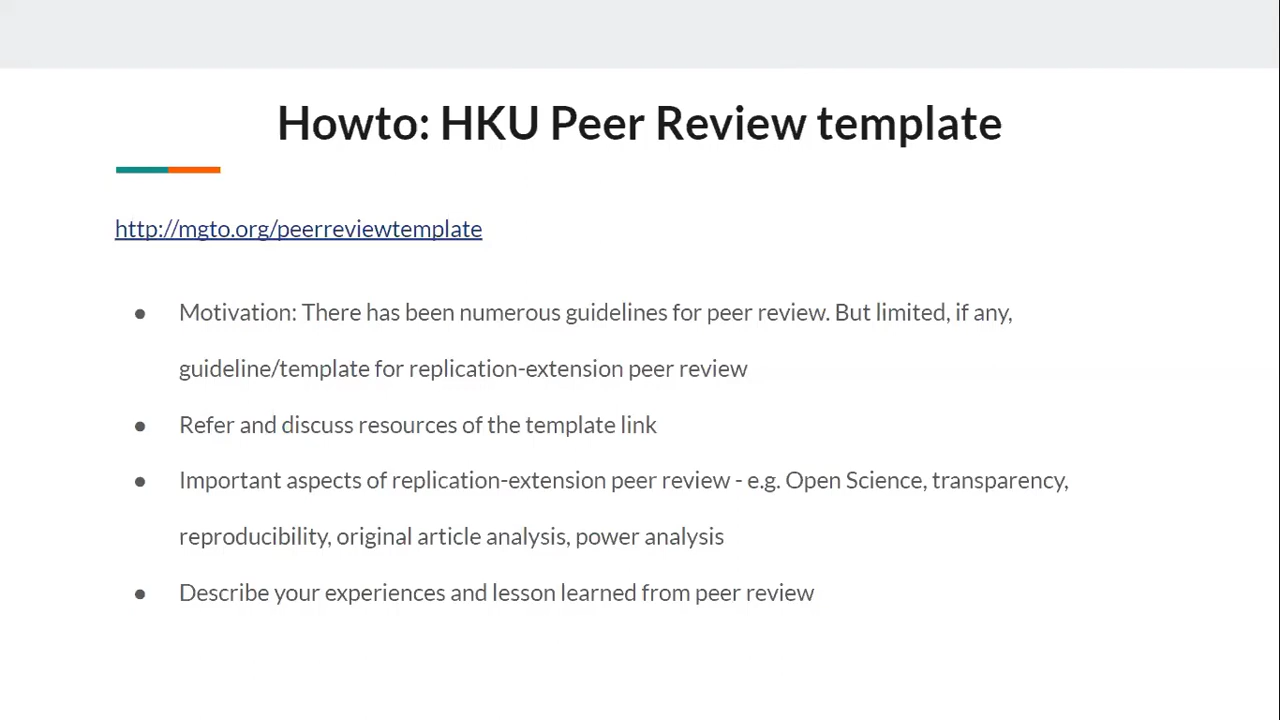 Howto: HKU Peer Review template
http://mgto.org/peerreviewtemplate
● Motivation: There has been numerous guidelines for peer review. But limited, if any,
guideline/template for replication-extension peer review
● Refer and discuss resources of the template link
● Important aspects of replication-extension peer review - e.g. Open Science, transparency,
reproducibility, original article analysis, power analysis
● Describe your experiences and lesson learned from peer review